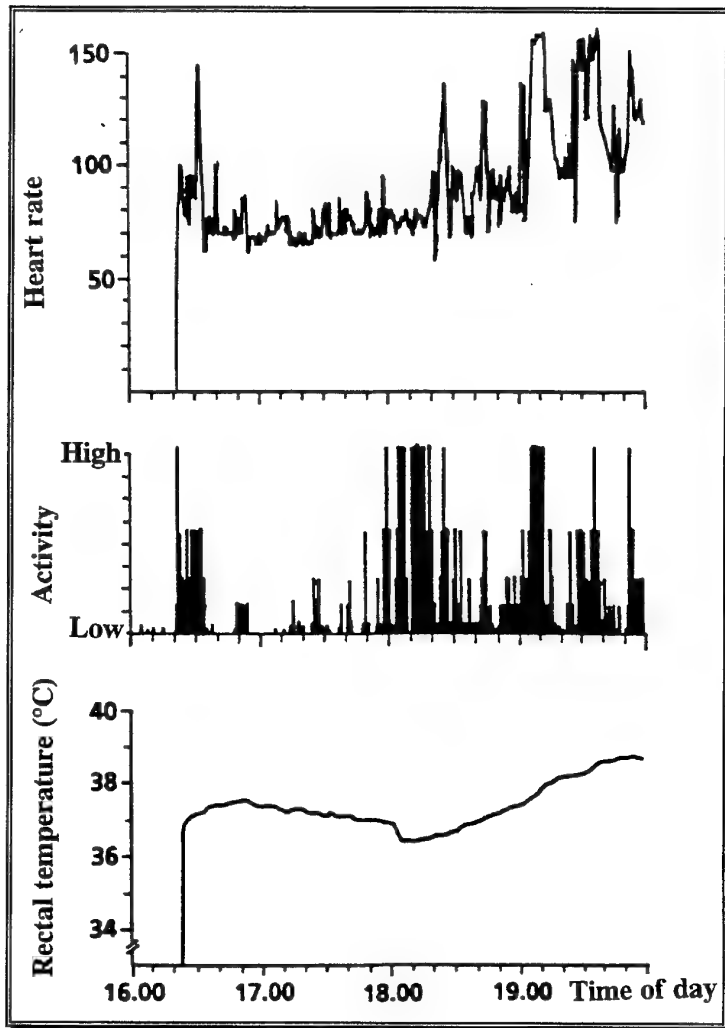 150
100
50
Heart rate
High
Low
Activity
40
38
36
34
Rectal temperature (°C)
16.00 17.00 18.00 19.00 Time of day